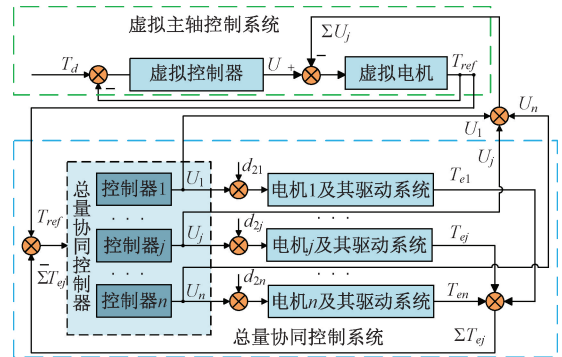 虚拟主轴控制系统
ΣU_j
T_d
虚拟控制器
U
+
−
虚拟电机
T_ref
−
U_n
U_1
U_j
总量协同控制器
控制器1
U_1
d_21
电机1及其驱动系统
T_e1
· · ·
· · ·
T_ref
控制器j
U_j
d_2j
电机j及其驱动系统
T_ej
−
ΣT_ej
· · ·
· · ·
控制器n
U_n
d_2n
电机n及其驱动系统
T_en
总量协同控制系统
ΣT_ej